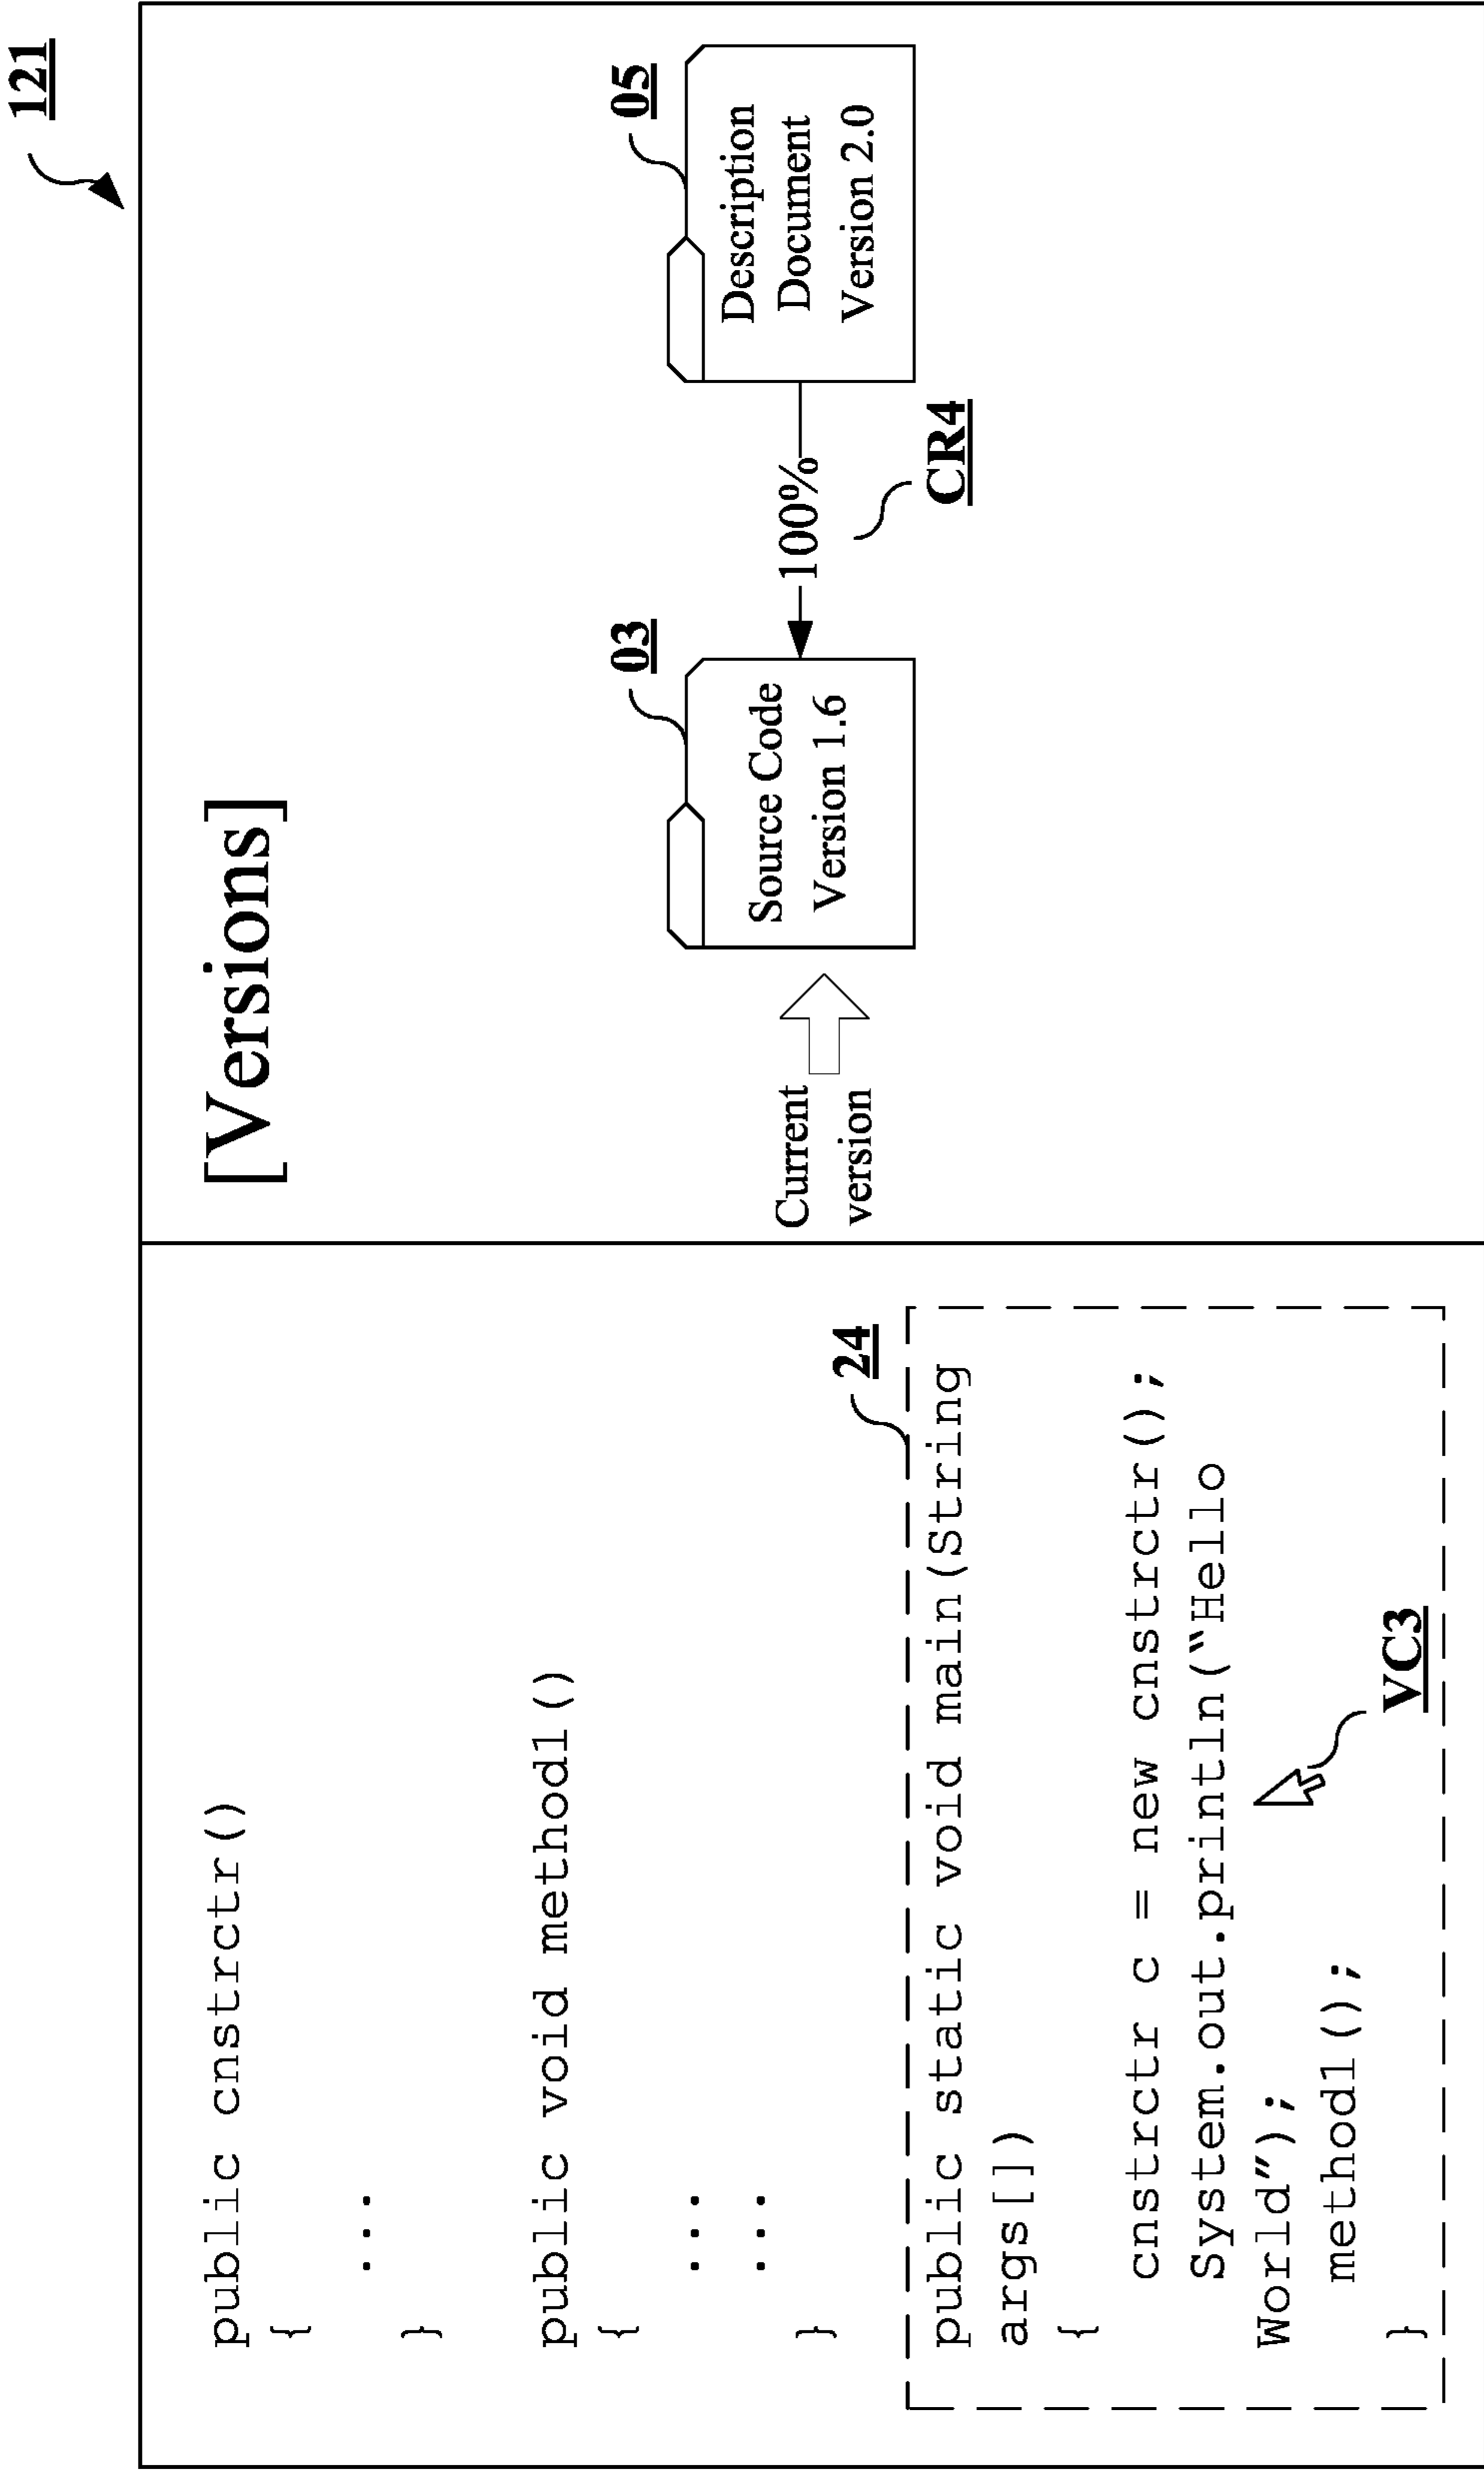 121
public cnstrctr()
{
...
}
public void method1()
{
...
...
}
24
public static void main(String
args[])
{
cnstrctr c = new cnstrctr();
System.out.println(“Hello
World”);
method1();
}
VC3
[Versions]
Current
version
03
Source Code
Version 1.6
100%
CR4
05
Description
Document
Version 2.0